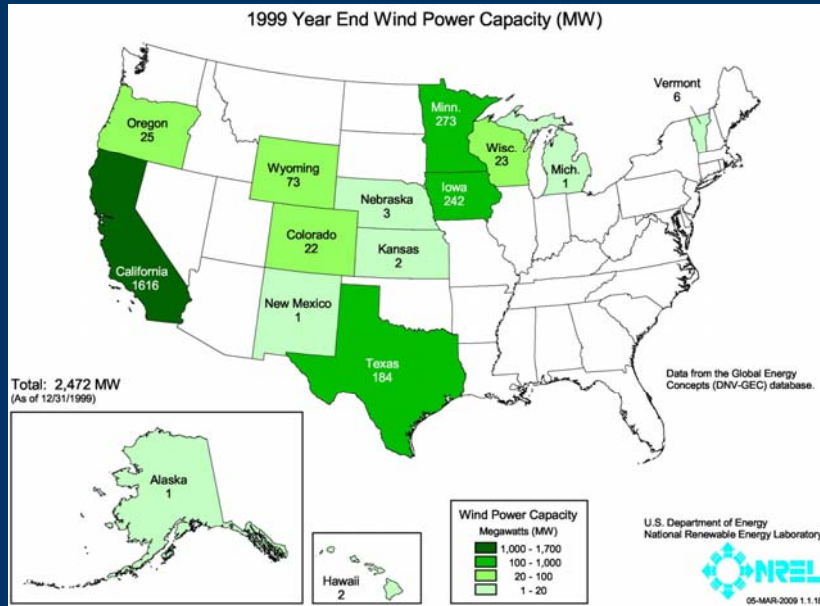 1999 Year End Wind Power Capacity (MW)
Vermont
6
Minn.
273
Oregon
25
Wisc.
23
Wyoming
73
Mich.
1
Iowa
242
Nebraska
3
Colorado
22
Kansas
2
California
1616
New Mexico
1
Texas
184
Data from the Global Energy
Concepts (DNV-GEC) database.
Total: 2,472 MW
(As of 12/31/1999)
Alaska
1
Hawaii
2
Wind Power Capacity
Megawatts (MW)
1,000 - 1,700
100 - 1,000
20 - 100
1 - 20
U.S. Department of Energy
National Renewable Energy Laboratory
NREL
05-MAR-2009 1.1.18